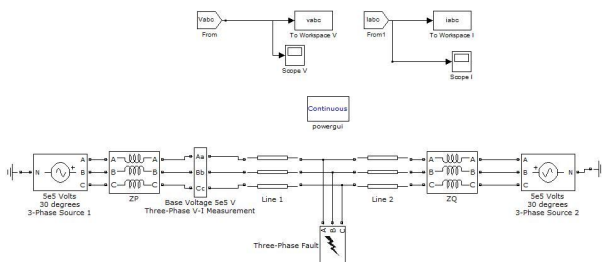 Vabc
From
vabc
To Workspace V
Scope V
Iabc
From1
iabc
To Workspace I
Scope I
Continuous
powergui
N
A
B
C
5e5 Volts
30 degrees
3-Phase Source 1
A A
B B
C C
ZP
Aa
Bb
Cc
Base Voltage 5e5 V
Three-Phase V-I Measurement
Line 1
Line 2
A B C
Three-Phase Fault
A A
B B
C C
ZQ
A
B
C
N
5e5 Volts
30 degrees
3-Phase Source 2